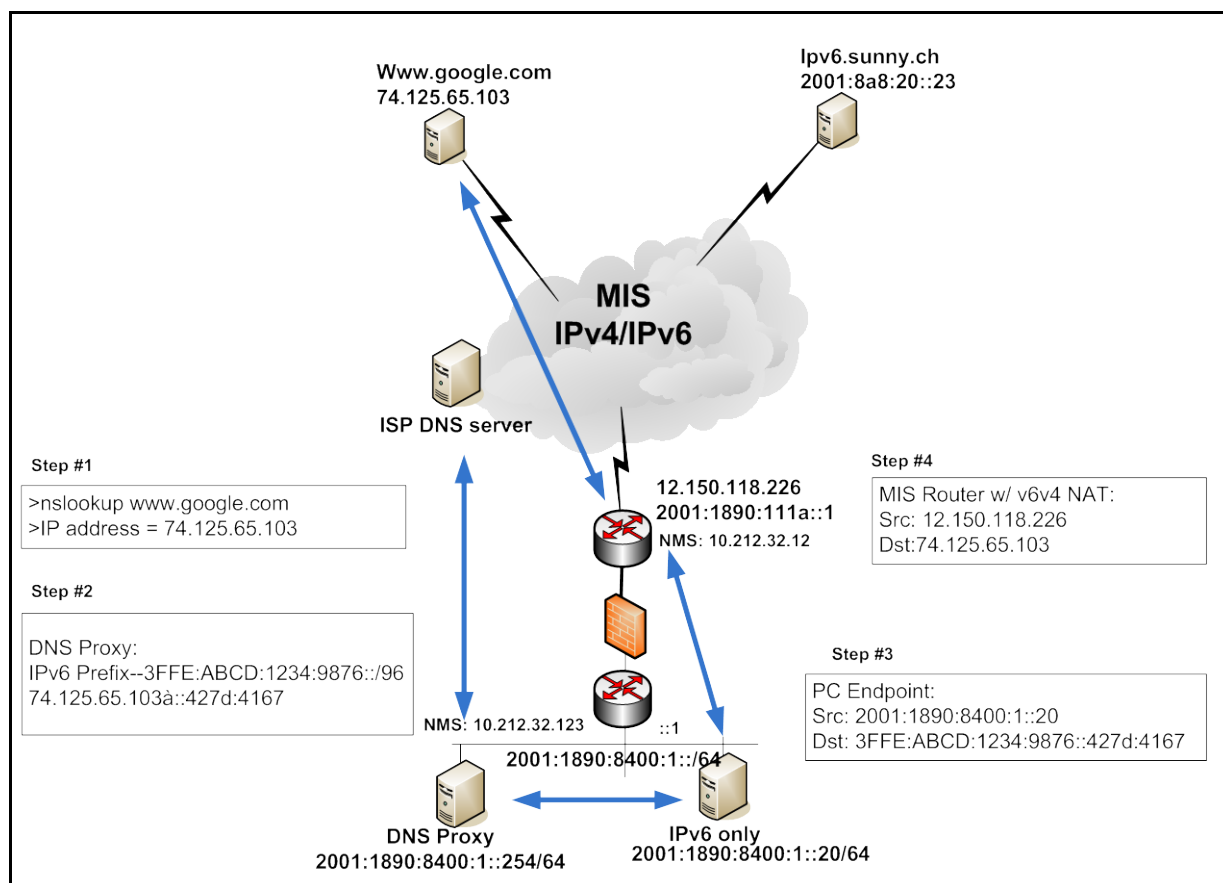 Www.google.com
74.125.65.103
Ipv6.sunny.ch
2001:8a8:20::23
MIS
IPv4/IPv6
ISP DNS server
Step #1
>nslookup www.google.com
>IP address = 74.125.65.103
Step #2
DNS Proxy:
IPv6 Prefix--3FFE:ABCD:1234:9876::/96
74.125.65.103à::427d:4167
12.150.118.226
2001:1890:111a::1
NMS: 10.212.32.12
Step #4
MIS Router w/ v6v4 NAT:
Src: 12.150.118.226
Dst:74.125.65.103
Step #3
PC Endpoint:
Src: 2001:1890:8400:1::20
Dst: 3FFE:ABCD:1234:9876::427d:4167
NMS: 10.212.32.123
::1
2001:1890:8400:1::/64
DNS Proxy
2001:1890:8400:1::254/64
IPv6 only
2001:1890:8400:1::20/64